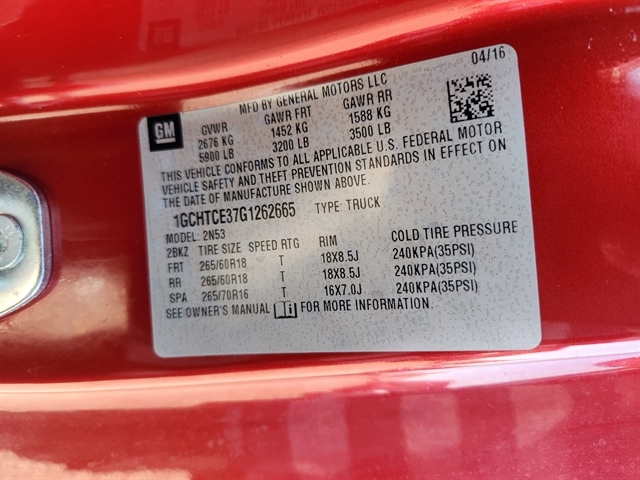 04/16
MFD BY GENERAL MOTORS LLC
GM
GVWR GAWR FRT GAWR RR
2676 KG 1452 KG 1588 KG
5900 LB 3200 LB 3500 LB
THIS VEHICLE CONFORMS TO ALL APPLICABLE U.S. FEDERAL MOTOR
VEHICLE SAFETY AND THEFT PREVENTION STANDARDS IN EFFECT ON
THE DATE OF MANUFACTURE SHOWN ABOVE.
1GCHTCE37G1262665 TYPE: TRUCK
MODEL: 2N53
2BKZ TIRE SIZE SPEED RTG RIM COLD TIRE PRESSURE
FRT 265/60R18 T 18X8.5J 240KPA(35PSI)
RR 265/60R18 T 18X8.5J 240KPA(35PSI)
SPA 265/70R16 T 16X7.0J 240KPA(35PSI)
SEE OWNER'S MANUAL FOR MORE INFORMATION.